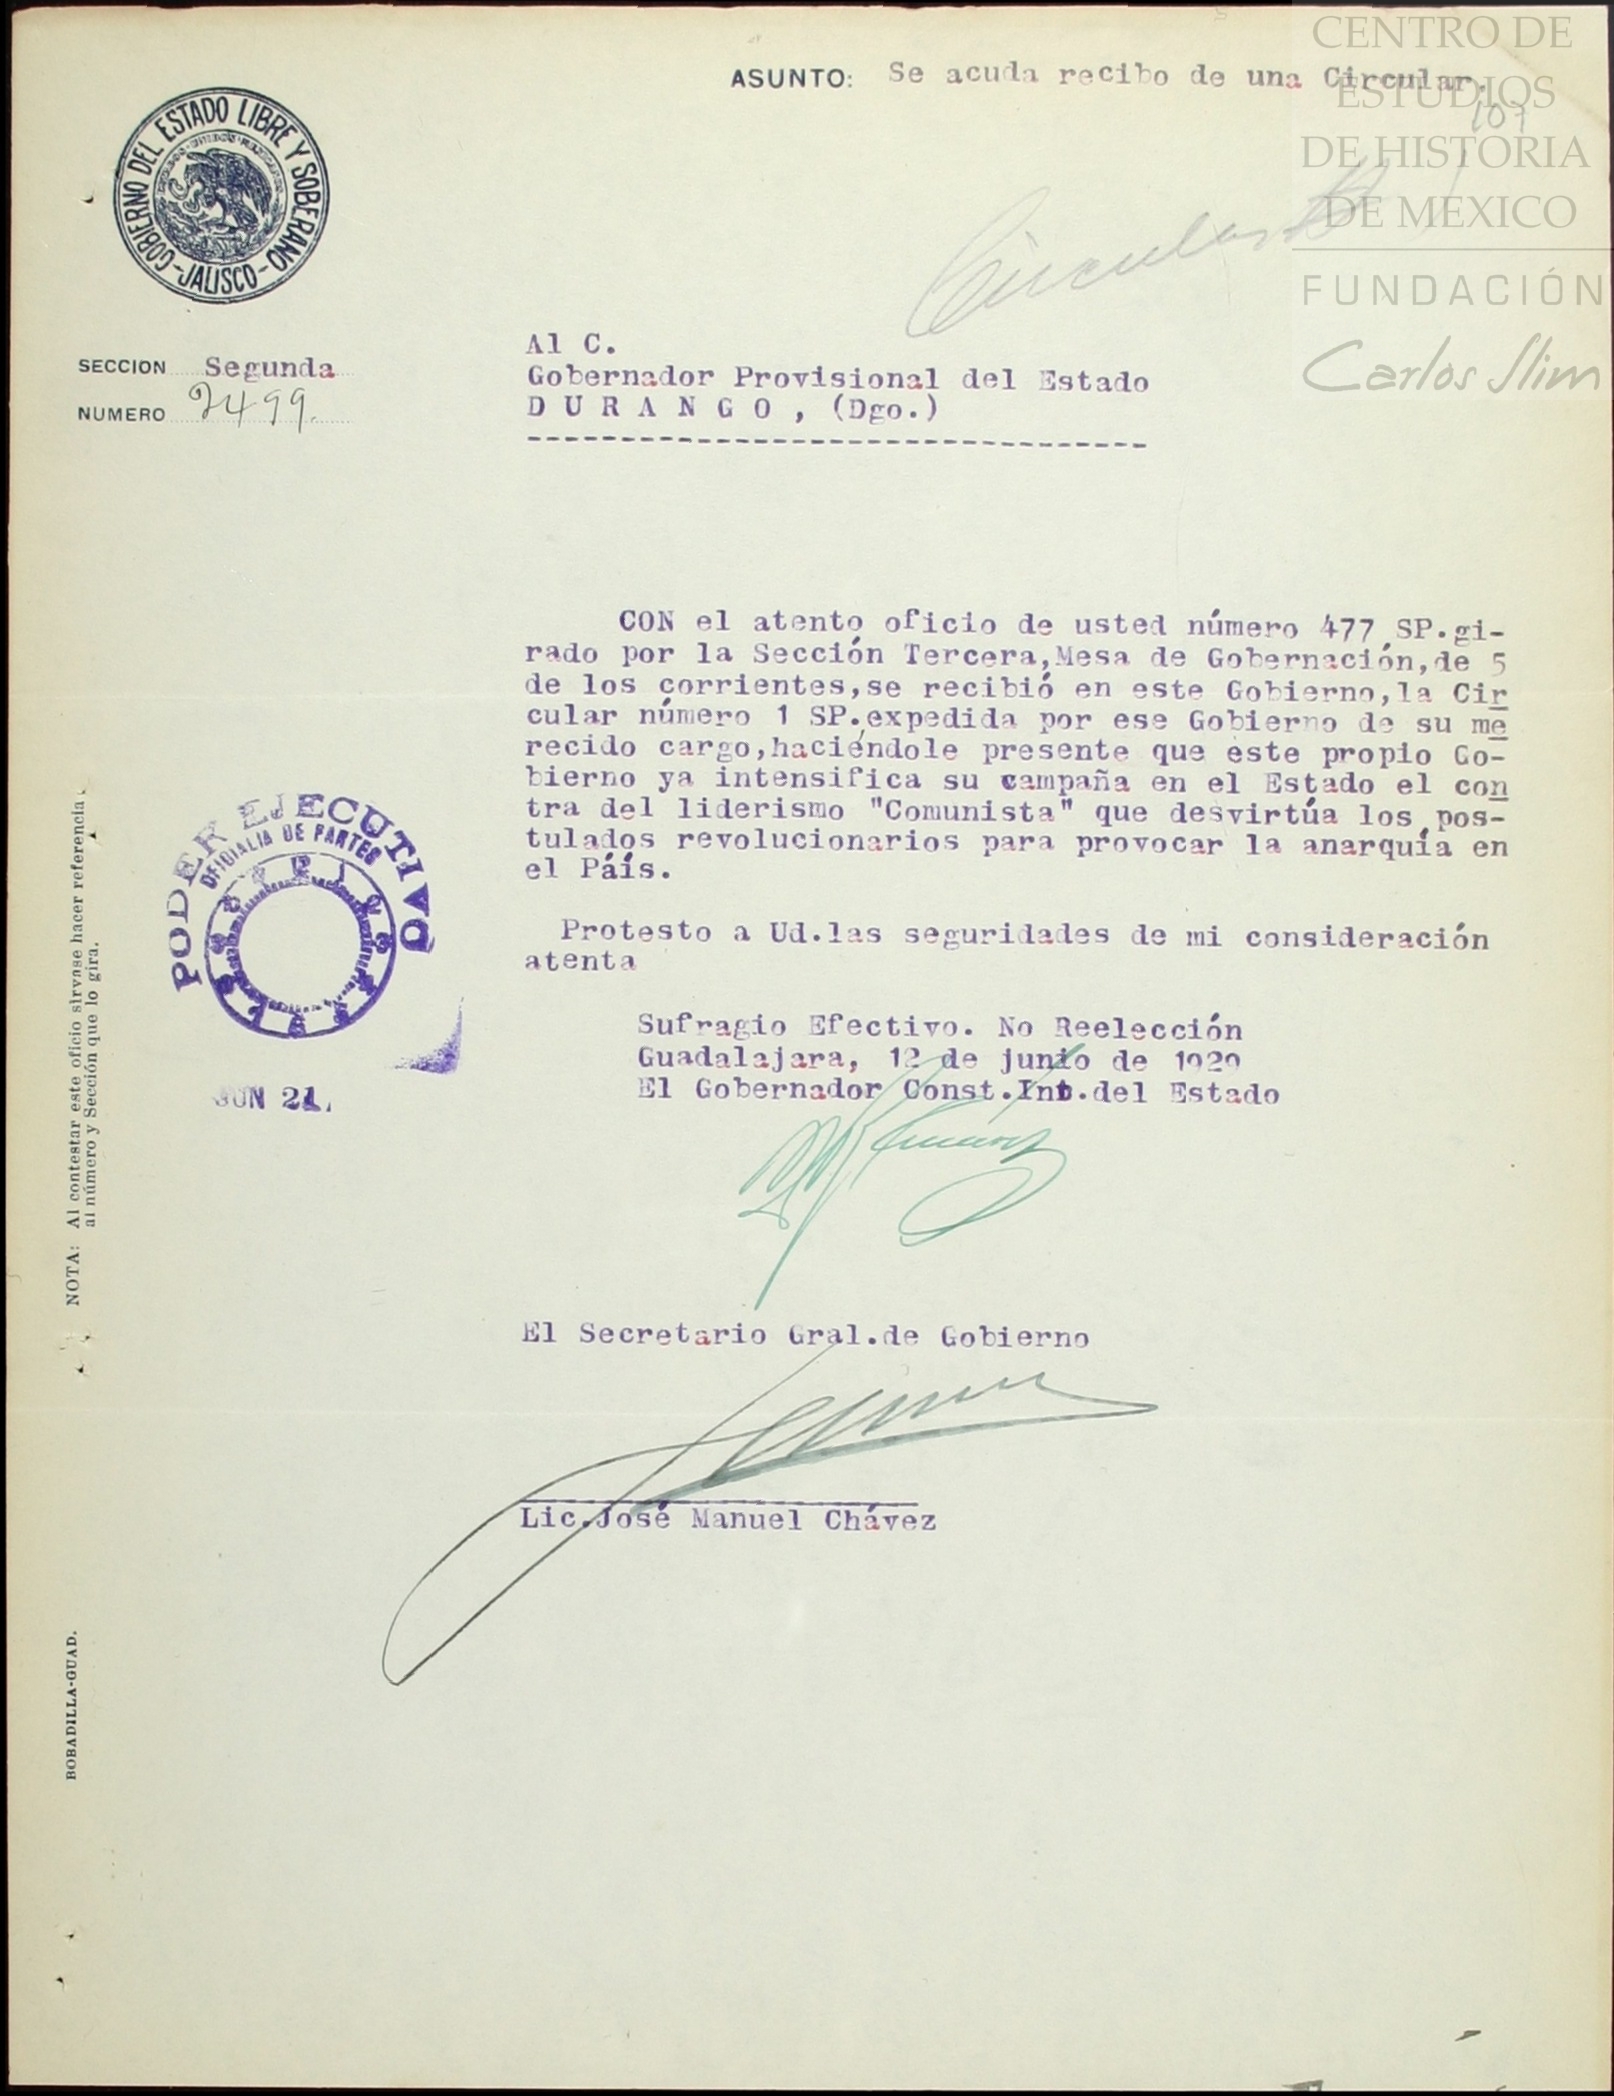 CENTRO DE
ESTUDIOS
DE HISTORIA
DE MEXICO
FUNDACIÓN
Carlos Slim
ASUNTO: Se acuda recibo de una Circular.
107
GOBIERNO DEL ESTADO LIBRE Y SOBERANO
-JALISCO-
Circular
SECCION Segunda
NUMERO 2499.
Al C.
Gobernador Provisional del Estado
D U R A N G O , (Dgo.)
---------------------------------
CON el atento oficio de usted número 477 SP.gi-
rado por la Sección Tercera,Mesa de Gobernación,de 5
de los corrientes,se recibió en este Gobierno,la Cir
cular número 1 SP.expedida por ese Gobierno de su me
recido cargo,haciéndole presente que este propio Go-
bierno ya intensifica su campaña en el Estado el con
tra del liderismo "Comunista" que desvirtúa los pos-
tulados revolucionarios para provocar la anarquía en
el Páís.
Protesto a Ud.las seguridades de mi consideración
atenta
Sufragio Efectivo. No Reelección
Guadalajara, 12 de junio de 1929
El Gobernador Const.Int.del Estado
PODER EJECUTIVO
OFICIALIA DE PARTES
JUN 21.
El Secretario Gral.de Gobierno
Lic.José Manuel Chávez
NOTA: Al contestar este oficio sírvase hacer referencia
al número y Sección que lo gira.
BOBADILLA-GUAD.